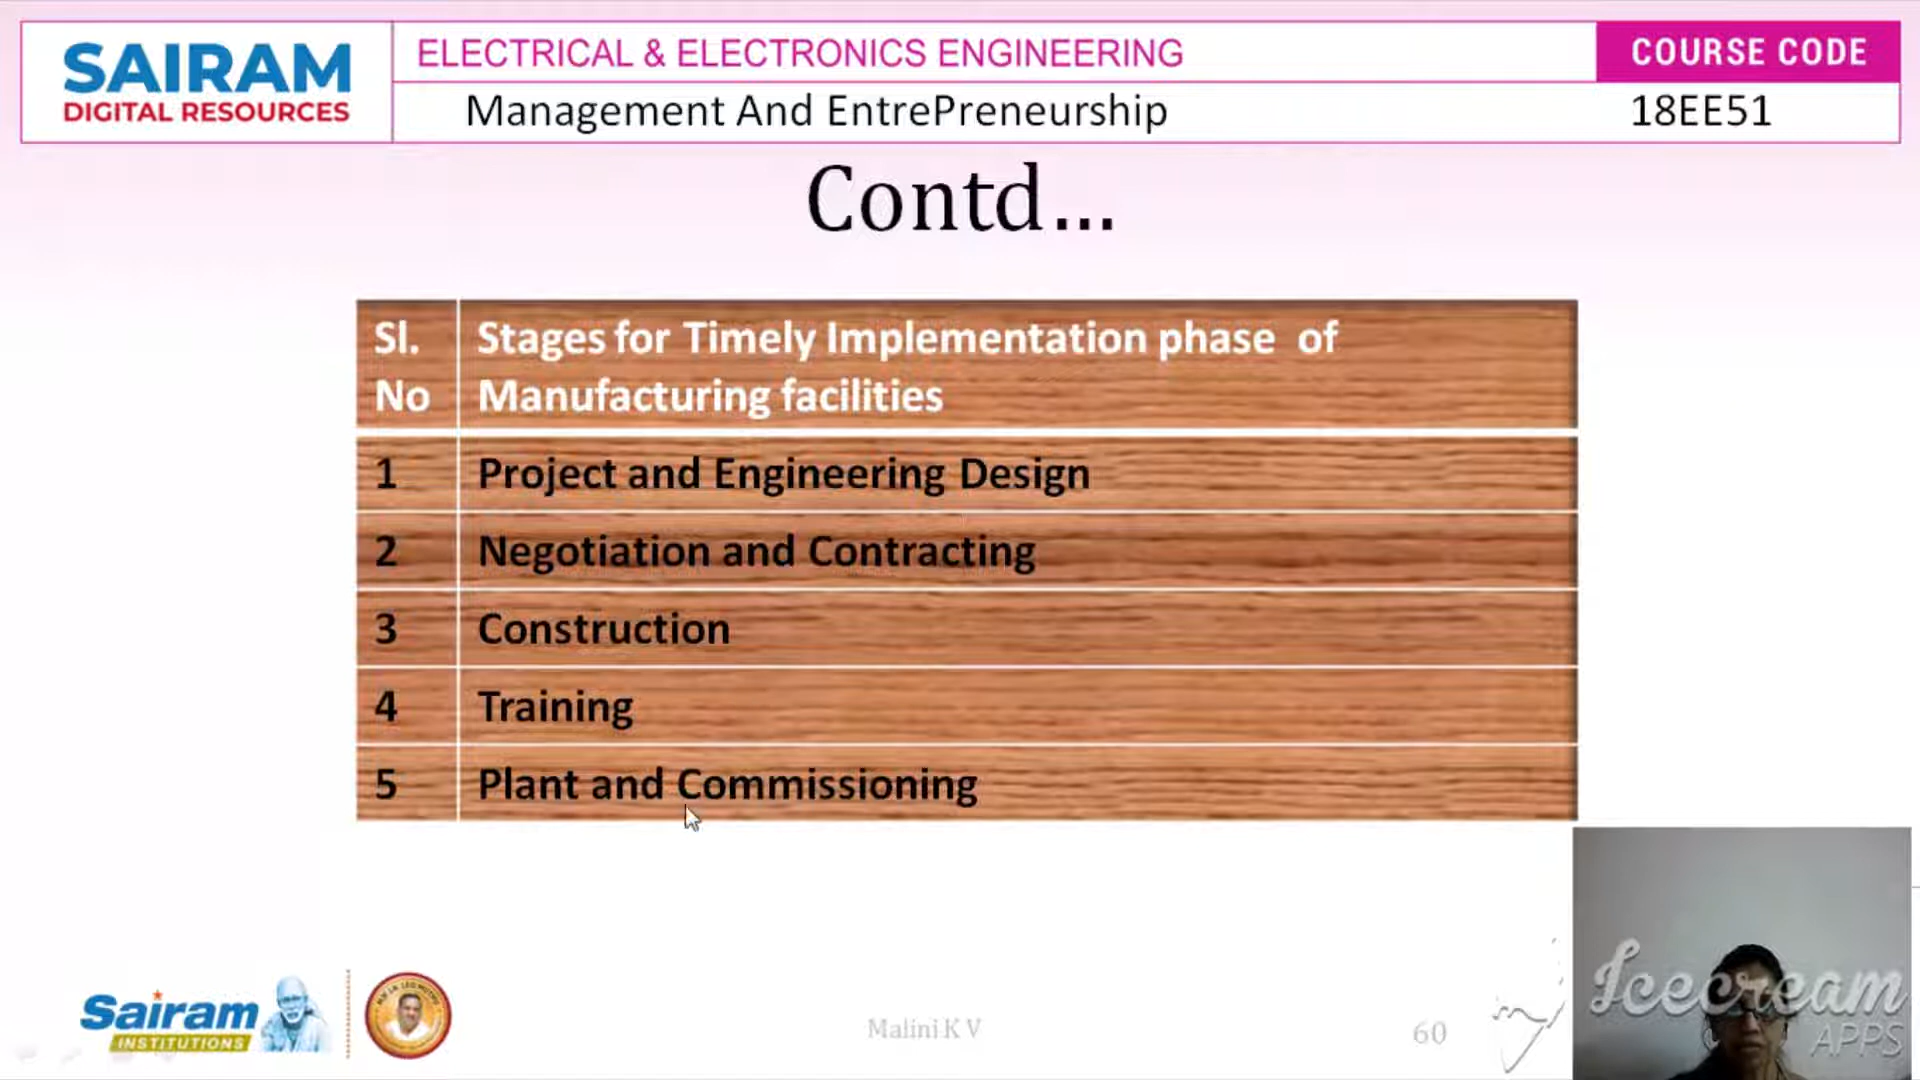 SAIRAM
DIGITAL RESOURCES
ELECTRICAL & ELECTRONICS ENGINEERING
COURSE CODE
Management And EntrePreneurship
18EE51
Contd...
Sl. No
Stages for Timely Implementation phase of
Manufacturing facilities
1 Project and Engineering Design
2 Negotiation and Contracting
3 Construction
4 Training
5 Plant and Commissioning
Sairam
INSTITUTIONS
Malini K V
60
Icecream
APPS